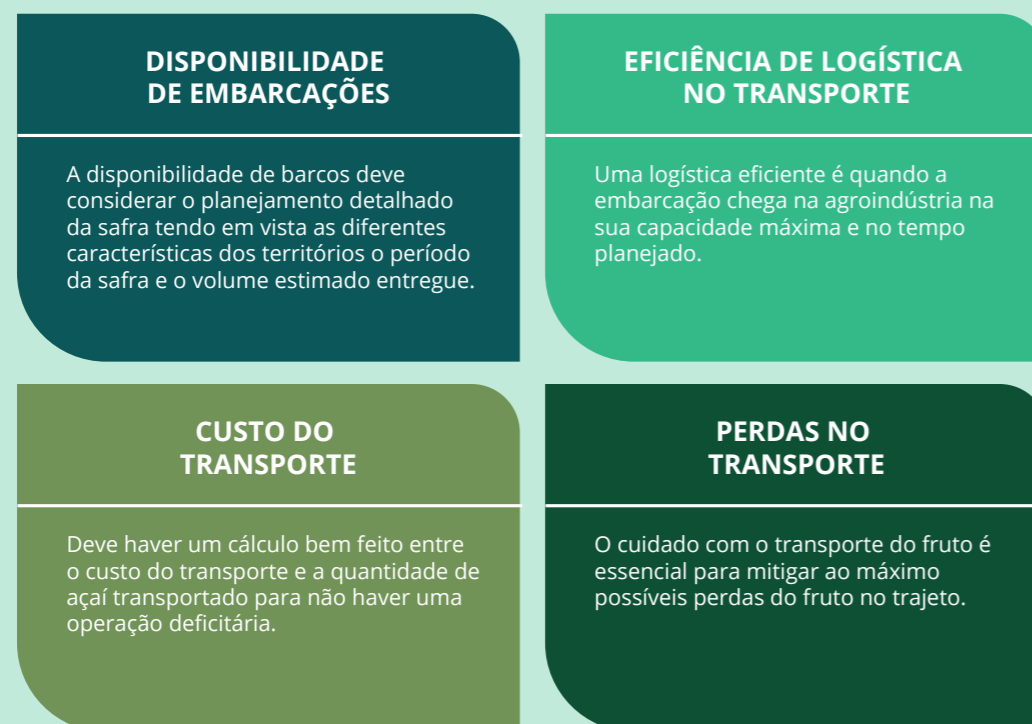 DISPONIBILIDADE
DE EMBARCAÇÕES
A disponibilidade de barcos deve
considerar o planejamento detalhado
da safra tendo em vista as diferentes
características dos territórios o período
da safra e o volume estimado entregue.
EFICIÊNCIA DE LOGÍSTICA
NO TRANSPORTE
Uma logística eficiente é quando a
embarcação chega na agroindústria na
sua capacidade máxima e no tempo
planejado.
CUSTO DO
TRANSPORTE
Deve haver um cálculo bem feito entre
o custo do transporte e a quantidade de
açaí transportado para não haver uma
operação deficitária.
PERDAS NO
TRANSPORTE
O cuidado com o transporte do fruto é
essencial para mitigar ao máximo
possíveis perdas do fruto no trajeto.